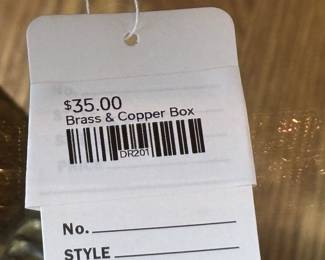 $35.00
Brass & Copper Box
DR201
No.
STYLE